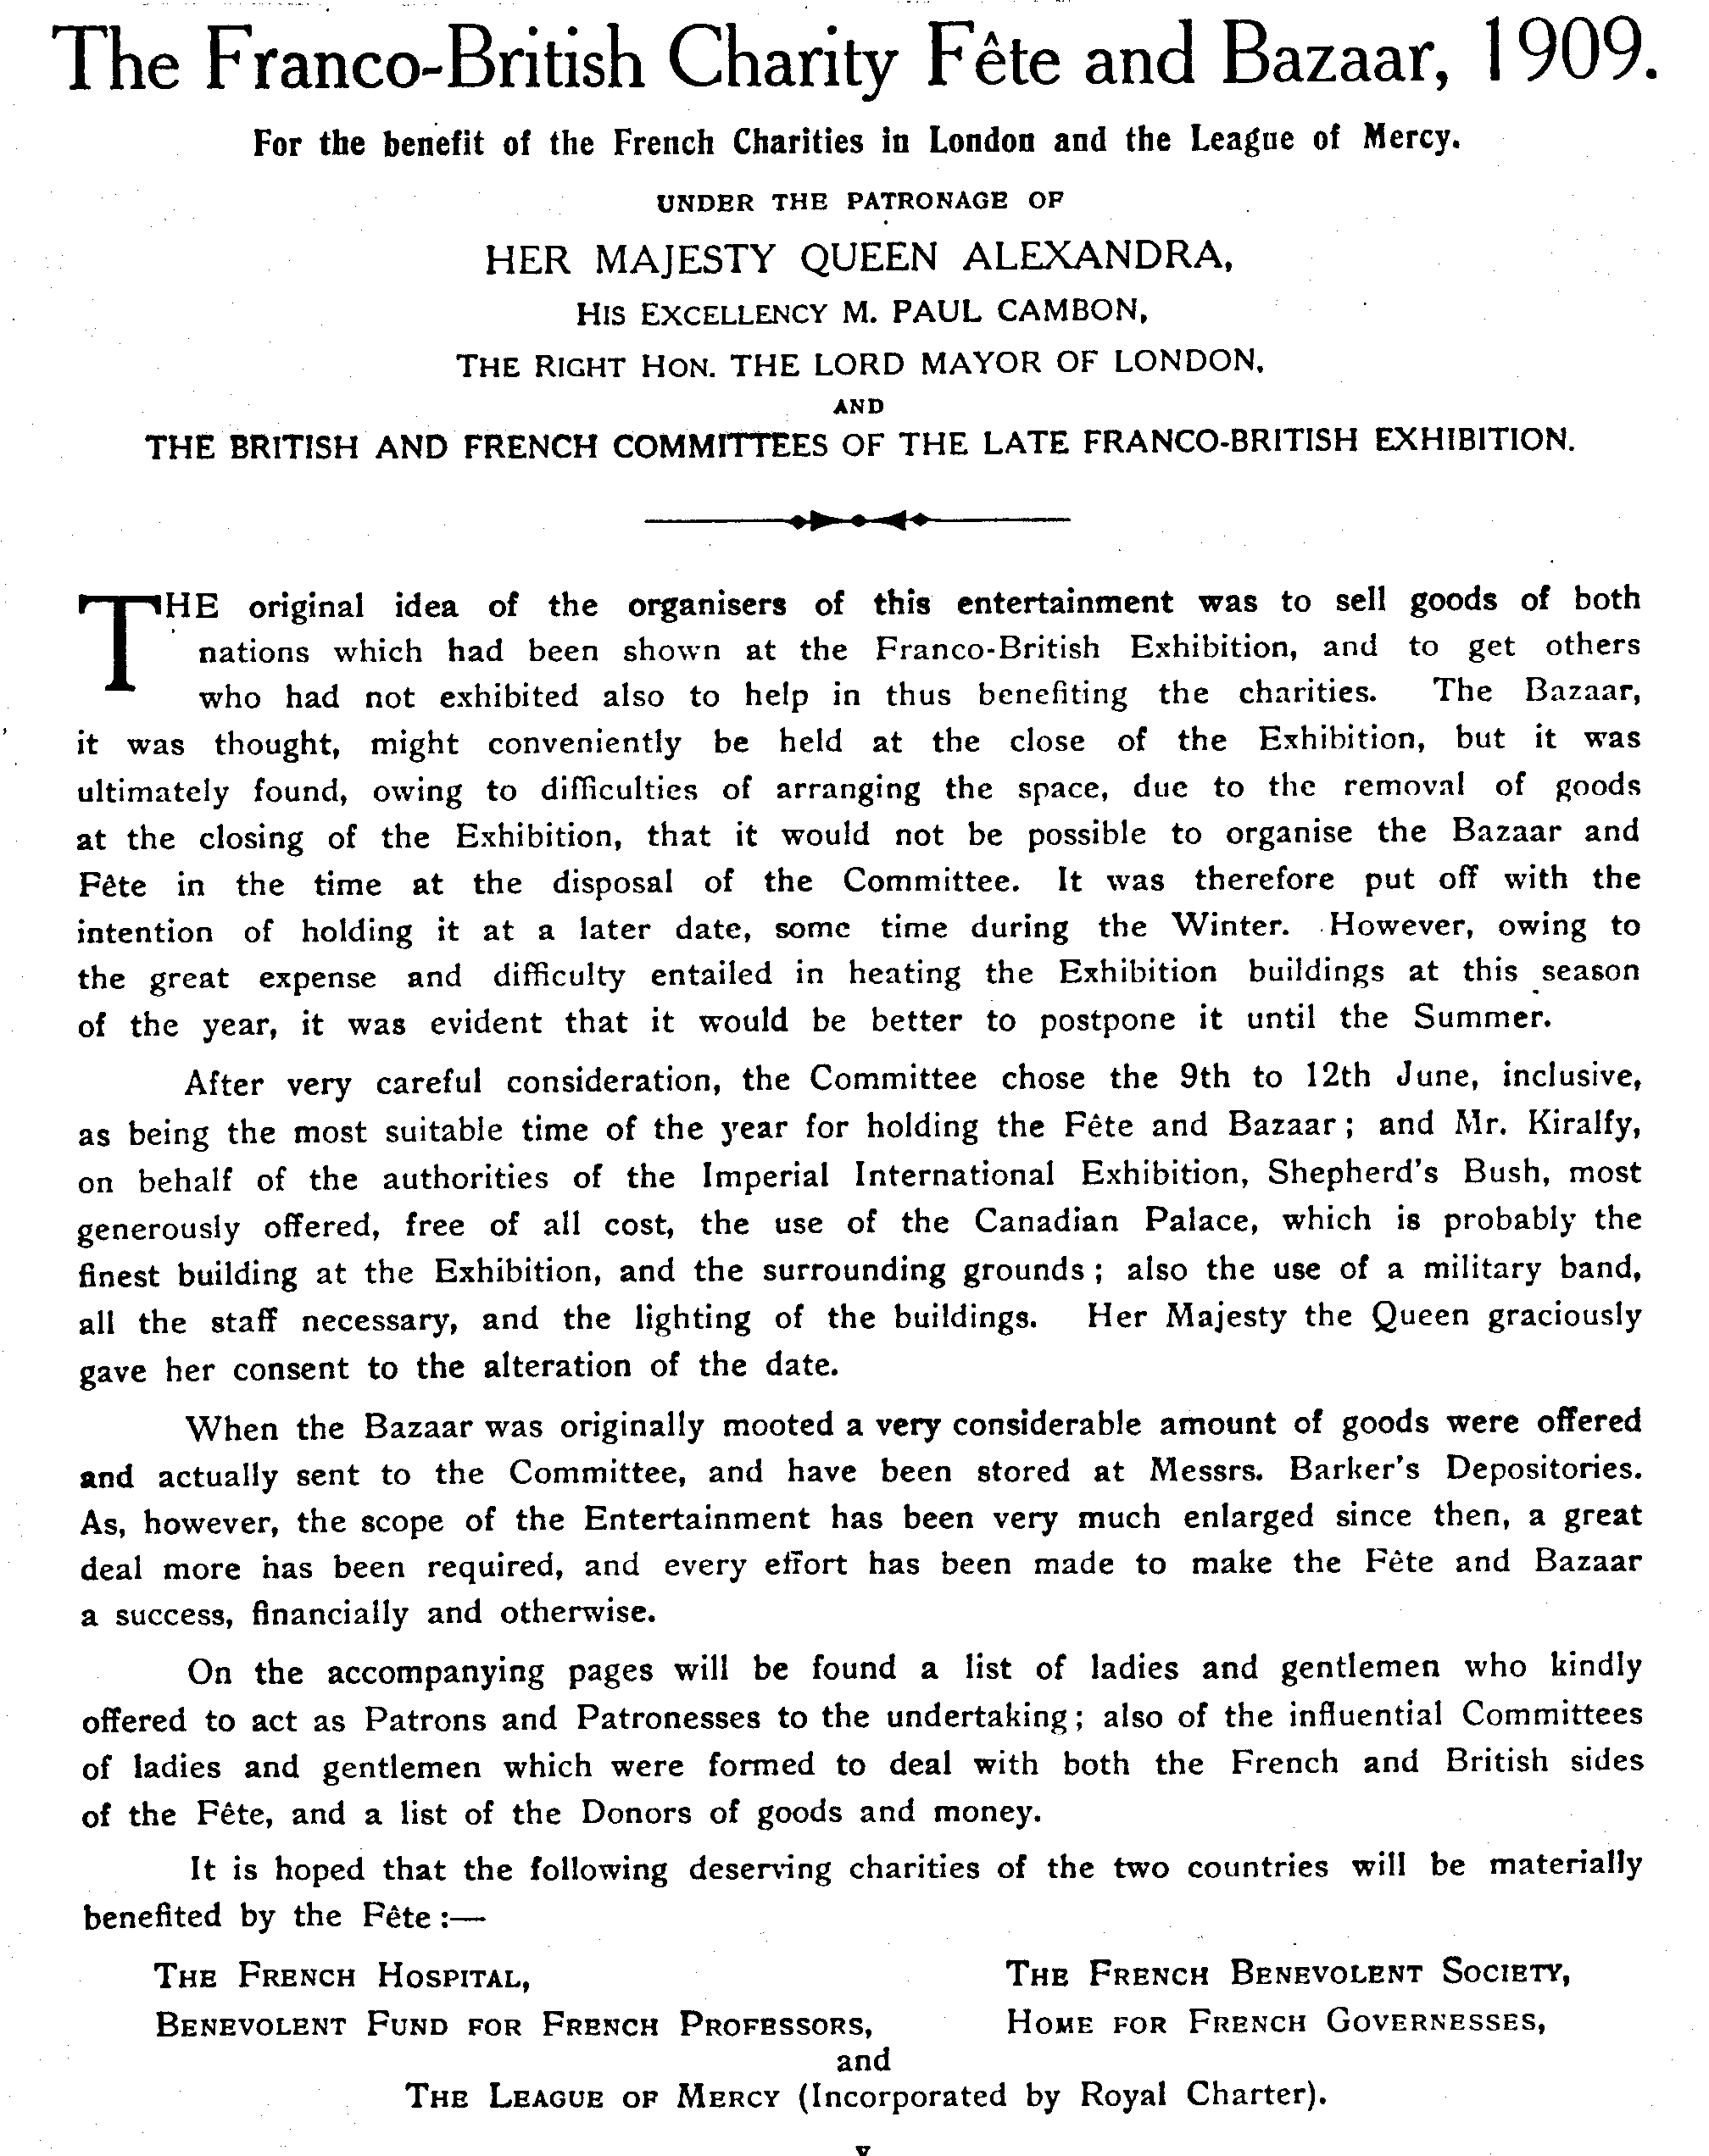 The Franco-British Charity Fête and Bazaar, 1909.
For the benefit of the French Charities in London and the League of Mercy.
UNDER THE PATRONAGE OF
HER MAJESTY QUEEN ALEXANDRA,
HIS EXCELLENCY M. PAUL CAMBON,
THE RIGHT HON. THE LORD MAYOR OF LONDON,
AND
THE BRITISH AND FRENCH COMMITTEES OF THE LATE FRANCO-BRITISH EXHIBITION.
THE original idea of the organisers of this entertainment was to sell goods of both
nations which had been shown at the Franco-British Exhibition, and to get others
who had not exhibited also to help in thus benefiting the charities. The Bazaar,
it was thought, might conveniently be held at the close of the Exhibition, but it was
ultimately found, owing to difficulties of arranging the space, due to the removal of goods
at the closing of the Exhibition, that it would not be possible to organise the Bazaar and
Fête in the time at the disposal of the Committee. It was therefore put off with the
intention of holding it at a later date, some time during the Winter. However, owing to
the great expense and difficulty entailed in heating the Exhibition buildings at this season
of the year, it was evident that it would be better to postpone it until the Summer.
After very careful consideration, the Committee chose the 9th to 12th June, inclusive,
as being the most suitable time of the year for holding the Fête and Bazaar; and Mr. Kiralfy,
on behalf of the authorities of the Imperial International Exhibition, Shepherd's Bush, most
generously offered, free of all cost, the use of the Canadian Palace, which is probably the
finest building at the Exhibition, and the surrounding grounds; also the use of a military band,
all the staff necessary, and the lighting of the buildings. Her Majesty the Queen graciously
gave her consent to the alteration of the date.
When the Bazaar was originally mooted a very considerable amount of goods were offered
and actually sent to the Committee, and have been stored at Messrs. Barker's Depositories.
As, however, the scope of the Entertainment has been very much enlarged since then, a great
deal more has been required, and every effort has been made to make the Fête and Bazaar
a success, financially and otherwise.
On the accompanying pages will be found a list of ladies and gentlemen who kindly
offered to act as Patrons and Patronesses to the undertaking; also of the influential Committees
of ladies and gentlemen which were formed to deal with both the French and British sides
of the Fête, and a list of the Donors of goods and money.
It is hoped that the following deserving charities of the two countries will be materially
benefited by the Fête:—
THE FRENCH HOSPITAL, THE FRENCH BENEVOLENT SOCIETY,
BENEVOLENT FUND FOR FRENCH PROFESSORS, HOME FOR FRENCH GOVERNESSES,
and
THE LEAGUE OF MERCY (Incorporated by Royal Charter).
v